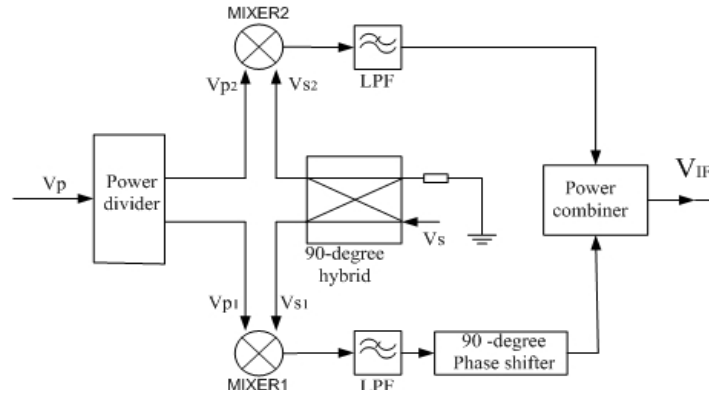 MIXER2
LPF
Vp2
Vs2
Vp
Power
divider
Vs
90-degree
hybrid
Power
combiner
VIF
Vp1
Vs1
MIXER1
LPF
90 -degree
Phase shifter